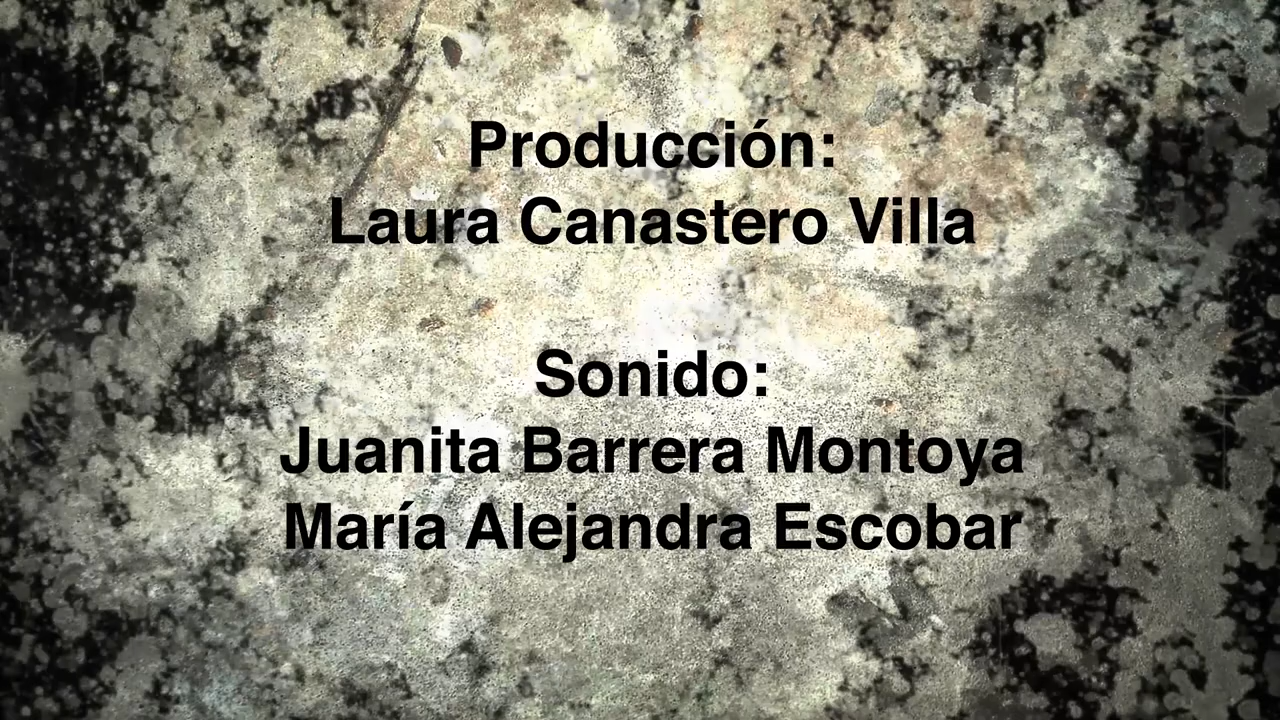 Producción:
Laura Canastero Villa
Sonido:
Juanita Barrera Montoya
María Alejandra Escobar